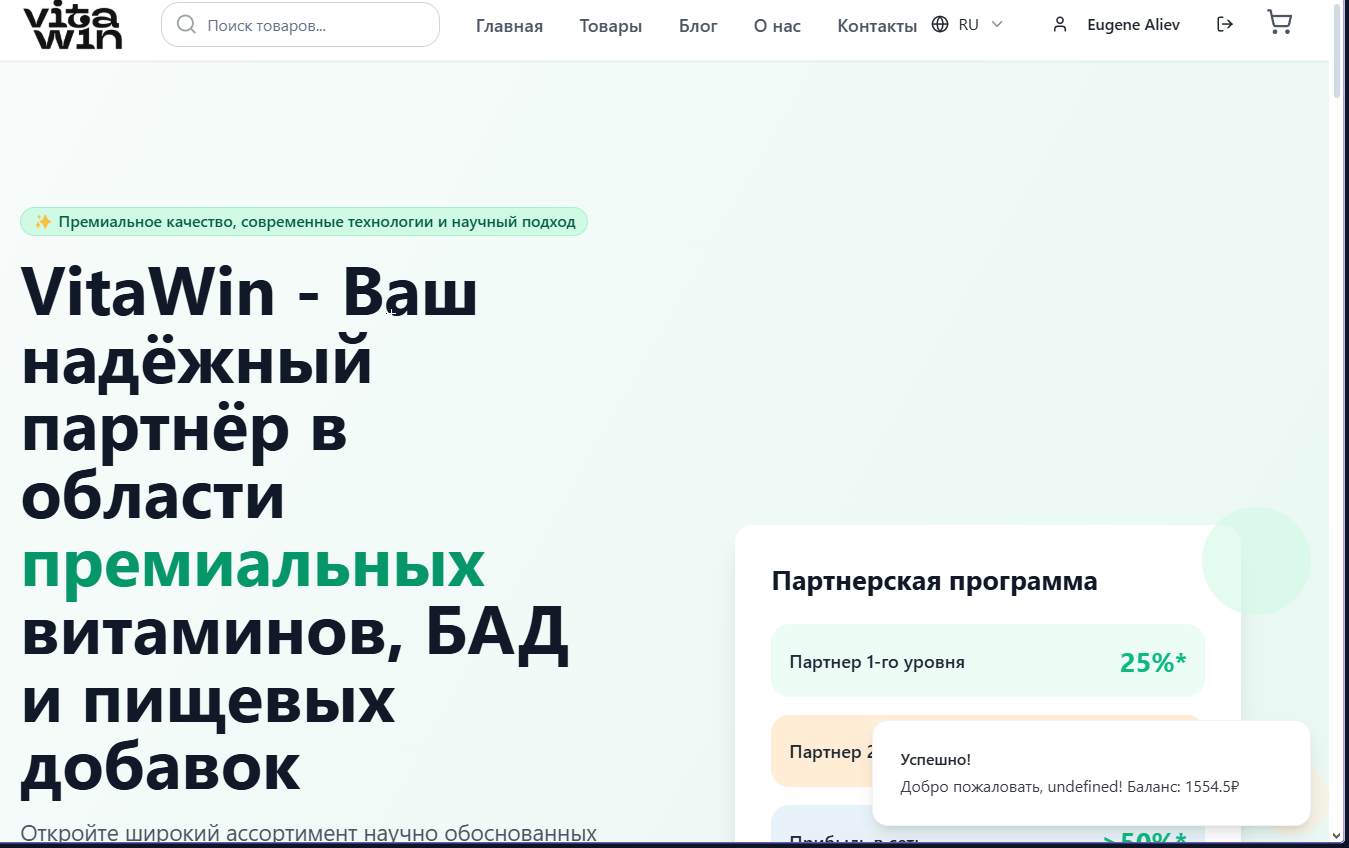 vita
win
Поиск товаров...
Главная
Товары
Блог
О нас
Контакты
RU
Eugene Aliev
✨ Премиальное качество, современные технологии и научный подход
VitaWin - Ваш
надёжный
партнёр в
области
премиальных
витаминов, БАД
и пищевых
добавок
Откройте широкий ассортимент научно обоснованных
Партнерская программа
Партнер 1-го уровня
25%*
Партнер 2
Успешно!
Добро пожаловать, undefined! Баланс: 1554.5₽
Прибыль в сеть
>50%*